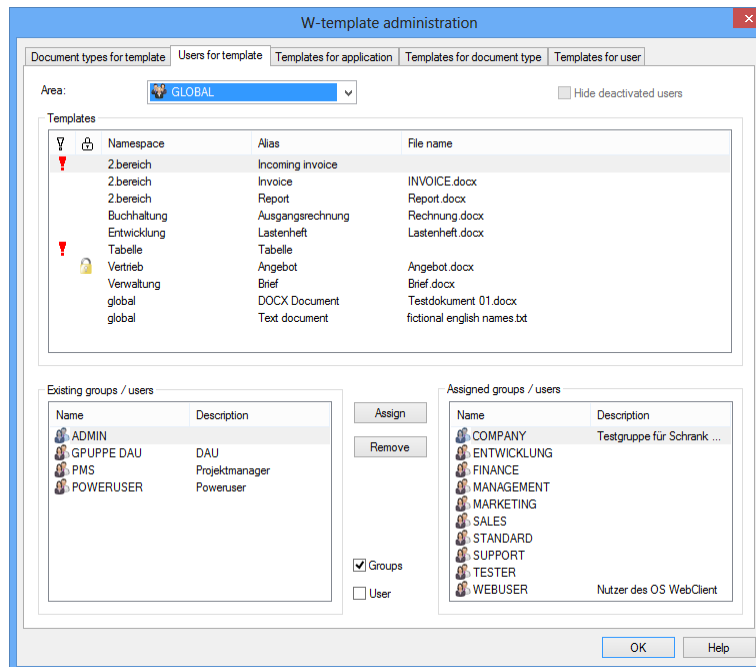 W-template administration
Document types for template Users for template Templates for application Templates for document type Templates for user
Area: GLOBAL Hide deactivated users
Templates
Namespace Alias File name
2.bereich Incoming invoice
2.bereich Invoice INVOICE.docx
2.bereich Report Report.docx
Buchhaltung Ausgangsrechnung Rechnung.docx
Entwicklung Lastenheft Lastenheft.docx
Tabelle Tabelle
Vertrieb Angebot Angebot.docx
Verwaltung Brief Brief.docx
global DOCX Document Testdokument 01.docx
global Text document fictional english names.txt
Existing groups / users
Name Description
ADMIN
GPUPPE DAU DAU
PMS Projektmanager
POWERUSER Poweruser
Assign
Remove
Groups
User
Assigned groups / users
Name Description
COMPANY Testgruppe für Schrank ...
ENTWICKLUNG
FINANCE
MANAGEMENT
MARKETING
SALES
STANDARD
SUPPORT
TESTER
WEBUSER Nutzer des OS WebClient
OK Help